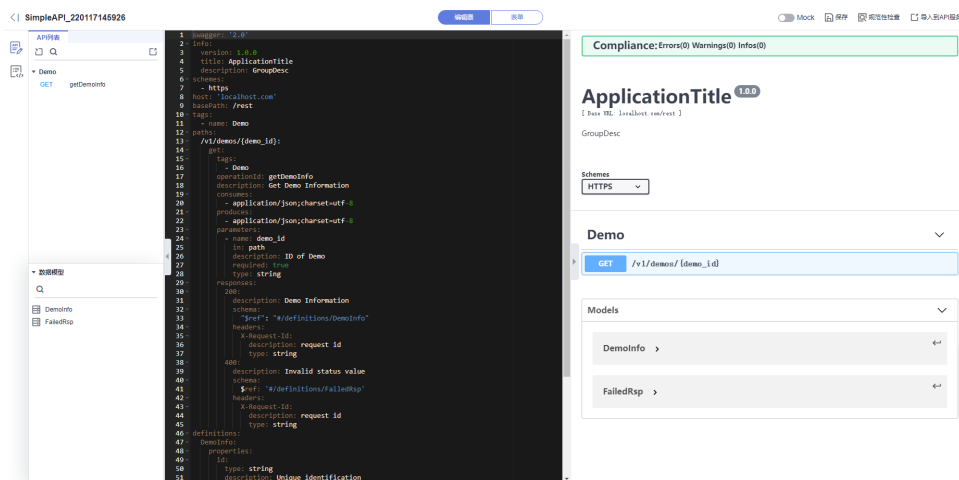 SimpleAPI_220117145926
编辑器
表单
Mock
保存
规范性检查
API列表
Demo
GET getDemoInfo
数据模型
DemoInfo
FailedRsp
1 swagger: '2.0'
2 info:
3 version: 1.0.0
4 title: ApplicationTitle
5 description: GroupDesc
6 schemes:
7 - https
8 host: 'localhost.com'
9 basePath: /rest
10 tags:
11 - name: Demo
12 paths:
13 /v1/demos/{demo_id}:
14 get:
15 tags:
16 - Demo
17 operationId: getDemoInfo
18 description: Get Demo Information
19 consumes:
20 - application/json;charset=utf-8
21 produces:
22 - application/json;charset=utf-8
23 parameters:
24 - name: demo_id
25 in: path
26 description: ID of Demo
27 required: true
28 type: string
29 responses:
30 200:
31 description: Demo Information
32 schema:
33 "$ref": "#/definitions/DemoInfo"
34 headers:
35 X-Request-Id:
36 description: request id
37 type: string
38 400:
39 description: Invalid status value
40 schema:
41 $ref: '#/definitions/FailedRsp'
42 headers:
43 X-Request-Id:
44 description: request id
45 type: string
46 definitions:
47 DemoInfo:
48 properties:
49 id:
50 type: string
51 description: Unique identification
Compliance:Errors(0) Warnings(0) Infos(0)
ApplicationTitle 1.0.0
[ Base URL: localhost.com/rest ]
GroupDesc
Schemes
HTTPS
Demo
GET /v1/demos/{demo_id}
Models
DemoInfo
FailedRsp